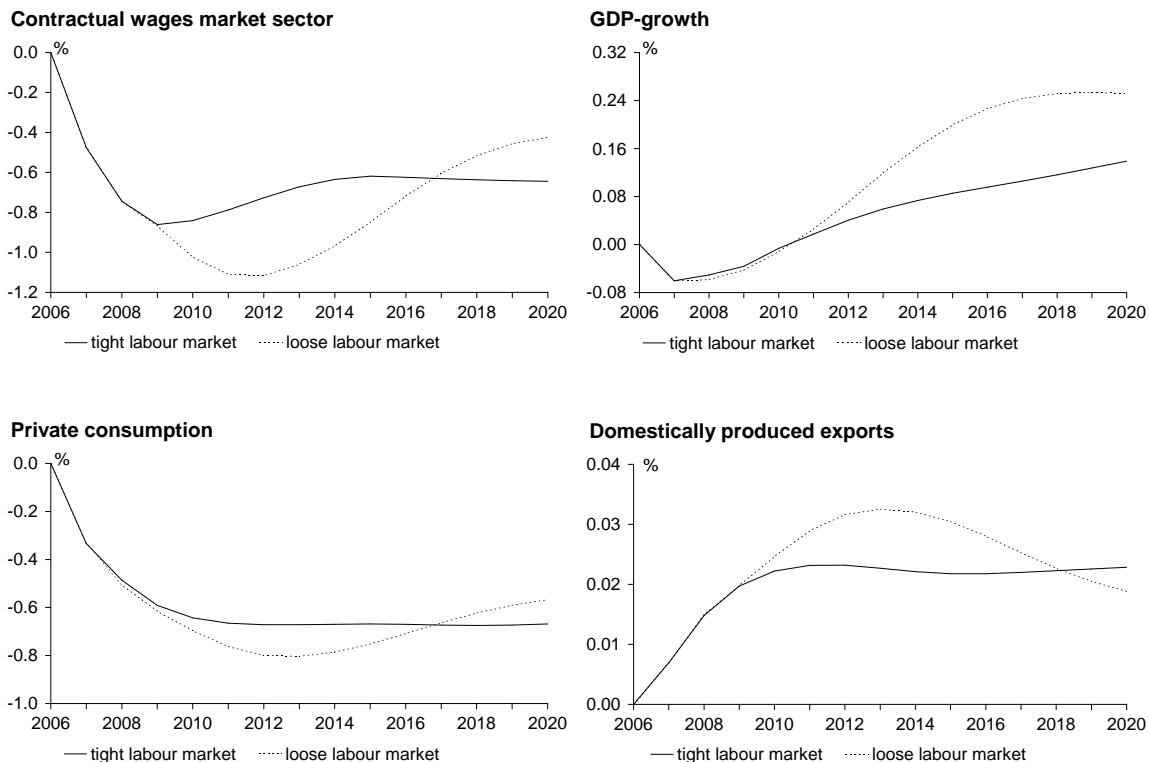 Contractual wages market sector
%
0.0
-0.2
-0.4
-0.6
-0.8
-1.0
-1.2
2006 2008 2010 2012 2014 2016 2018 2020
tight labour market loose labour market
GDP-growth
%
0.32
0.24
0.16
0.08
0.00
-0.08
2006 2008 2010 2012 2014 2016 2018 2020
tight labour market loose labour market
Private consumption
%
0.0
-0.2
-0.4
-0.6
-0.8
-1.0
2006 2008 2010 2012 2014 2016 2018 2020
tight labour market loose labour market
Domestically produced exports
%
0.04
0.03
0.02
0.01
0.00
2006 2008 2010 2012 2014 2016 2018 2020
tight labour market loose labour market